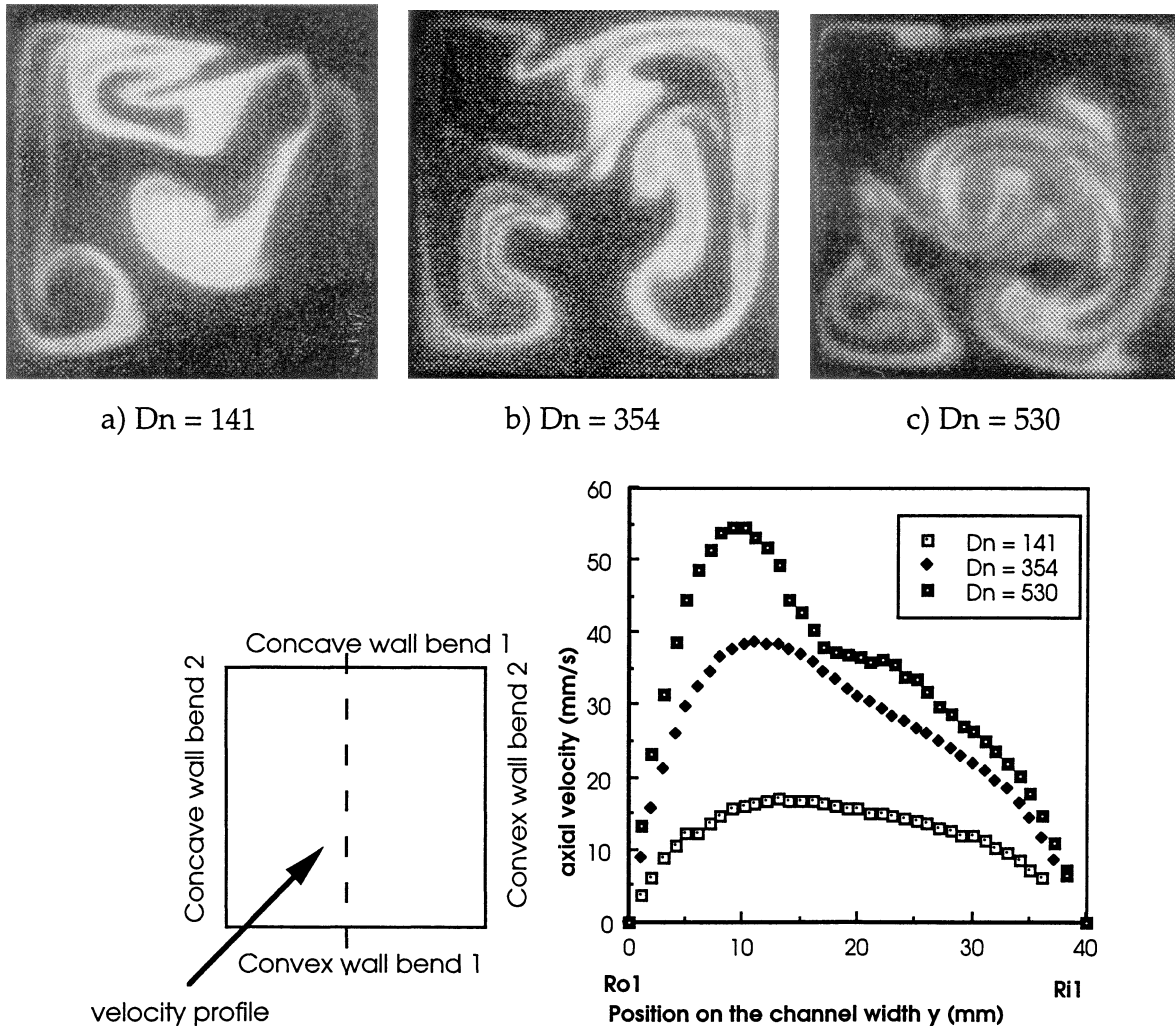 a) Dn = 141
b) Dn = 354
c) Dn = 530
Concave wall bend 1
Concave wall bend 2
Convex wall bend 2
Convex wall bend 1
velocity profile
axial velocity (mm/s)
60
50
40
30
20
10
0
Dn = 141
Dn = 354
Dn = 530
0 10 20 30 40
Ro1 Ri1
Position on the channel width y (mm)